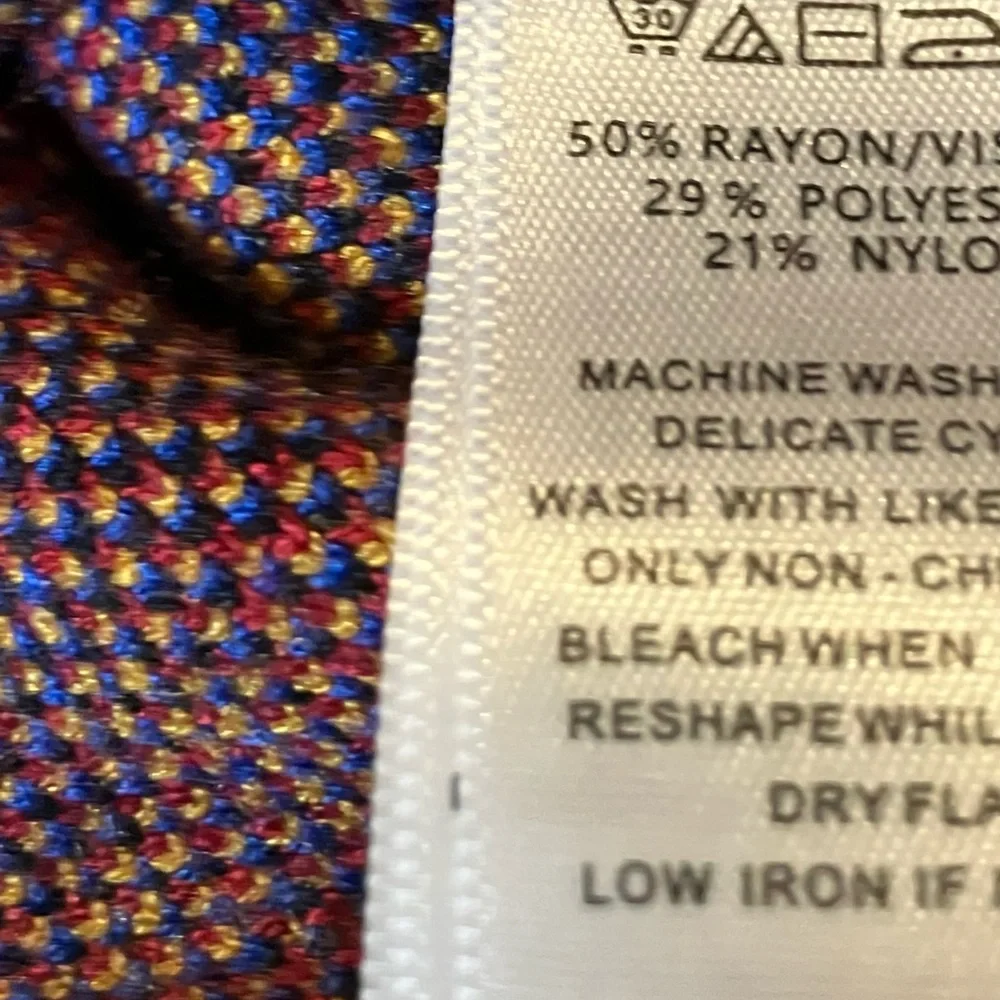 30
50% RAYON/VIS
29 % POLYES
21% NYLO
MACHINE WASH
DELICATE CY
WASH WITH LIKE
ONLY NON - CH
BLEACH WHEN
RESHAPE WHIL
DRY FLA
LOW IRON IF